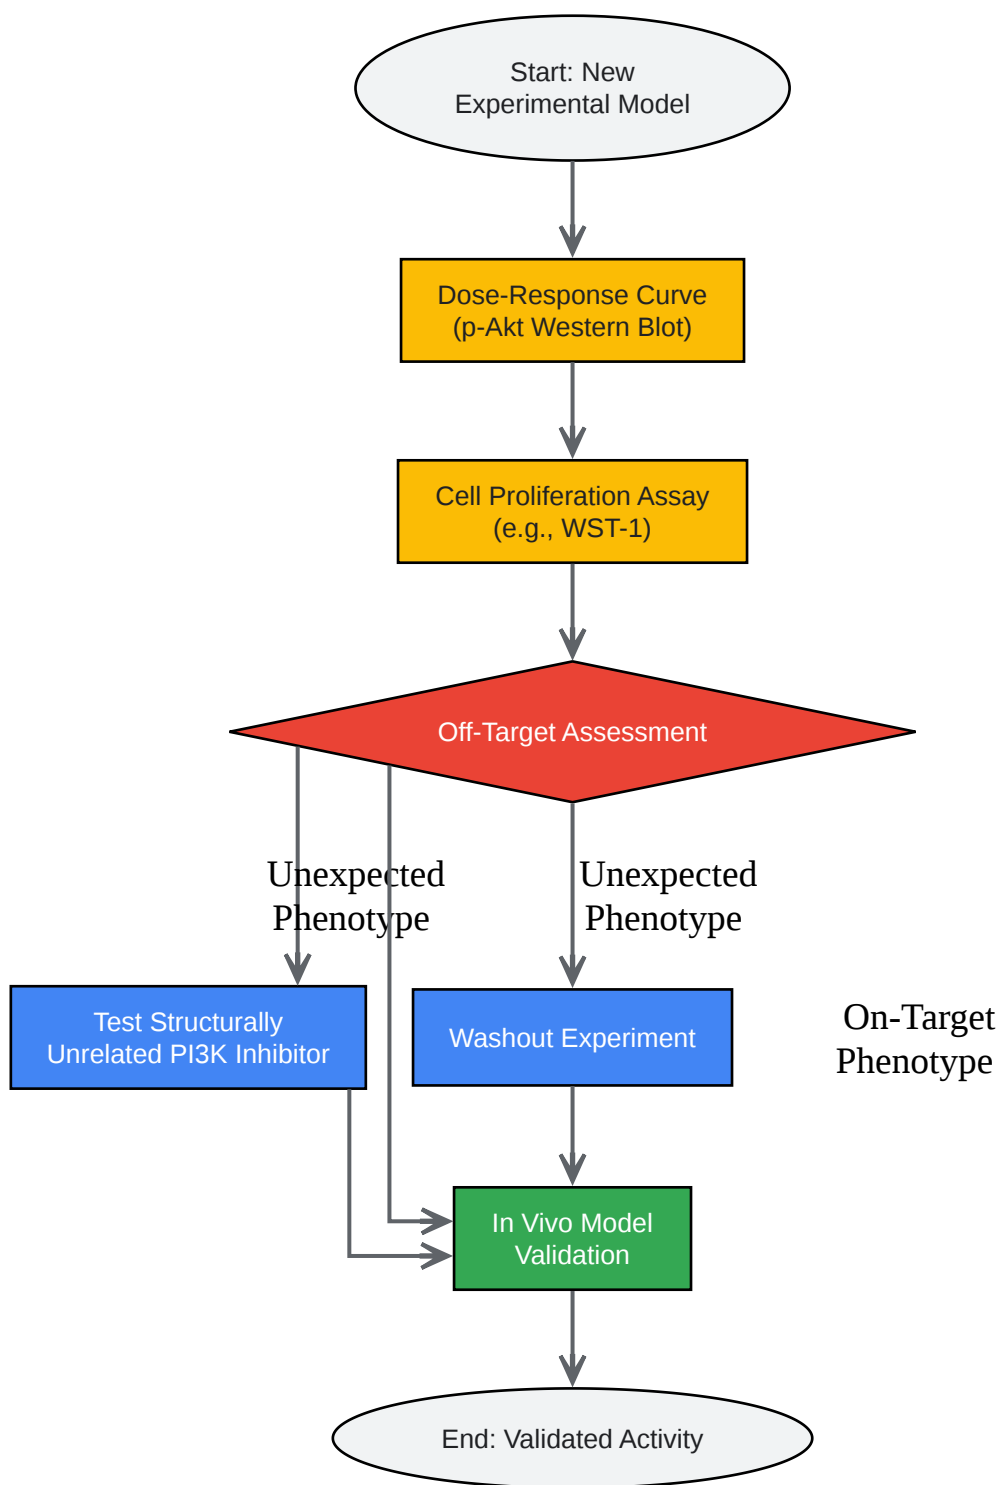 Start: New
Experimental Model
Dose-Response Curve
(p-Akt Western Blot)
Cell Proliferation Assay
(e.g., WST-1)
Off-Target Assessment
Unexpected
Phenotype
Unexpected
Phenotype
Test Structurally
Unrelated PI3K Inhibitor
Washout Experiment
On-Target
Phenotype
In Vivo Model
Validation
End: Validated Activity